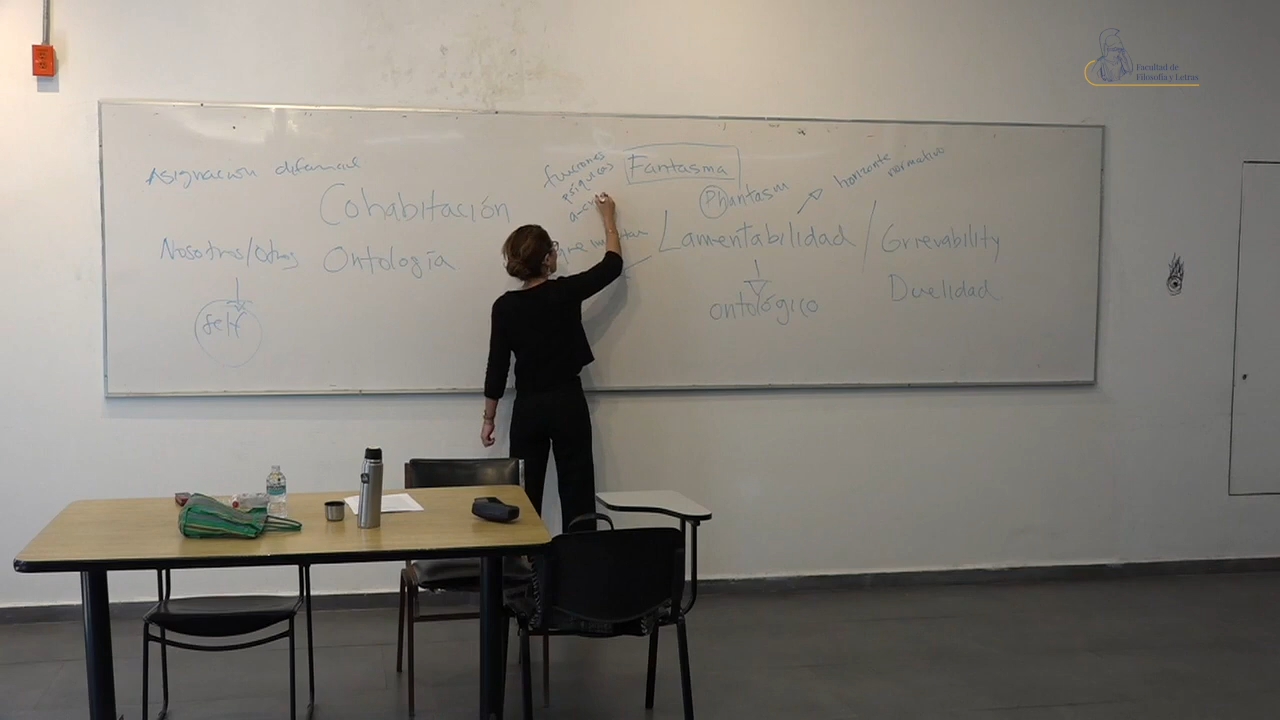 Facultad de
Filosofía y Letras
Asignación diferencial
Cohabitación
Nosotros/Otros
Ontología
self
funciones
psíquicas
Fantasma
Phantasm
horizonte
normativo
Lamentabilidad / Grievability
ontológico
Duelidad